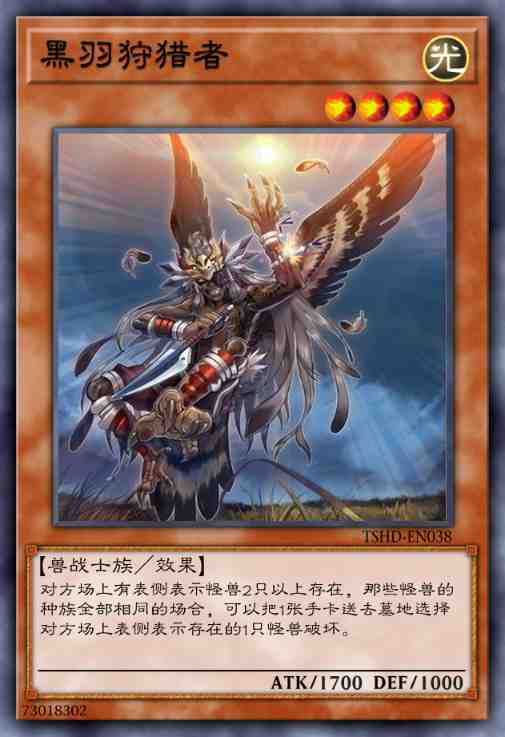 黑羽狩猎者
光
TSHD-EN038
【兽战士族／效果】
对方场上有表侧表示怪兽2只以上存在，那些怪兽的
种族全部相同的场合，可以把1张手卡送去墓地选择
对方场上表侧表示存在的1只怪兽破坏。
ATK/1700 DEF/1000
73018302